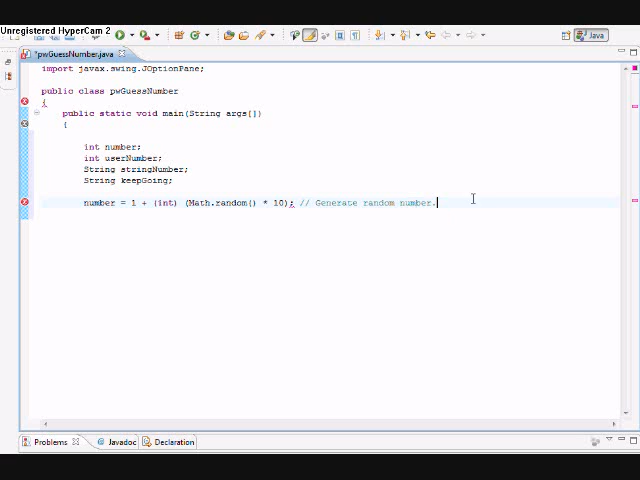 Unregistered HyperCam 2
Java
*pwGuessNumber.java
import javax.swing.JOptionPane;
public class pwGuessNumber
{
public static void main(String args[])
{
int number;
int userNumber;
String stringNumber;
String keepGoing;
number = 1 + (int) (Math.random() * 10); // Generate random number.
Problems
Javadoc
Declaration